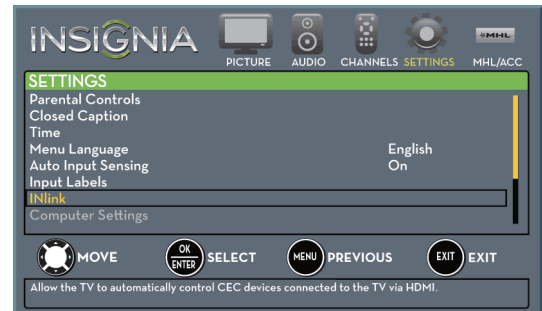 INSIGNIA
PICTURE AUDIO CHANNELS SETTINGS MHL/ACC
MHL
SETTINGS
Parental Controls
Closed Caption
Time
Menu Language English
Auto Input Sensing On
Input Labels
INlink
Computer Settings
MOVE OK ENTER SELECT MENU PREVIOUS EXIT EXIT
Allow the TV to automatically control CEC devices connected to the TV via HDMI.